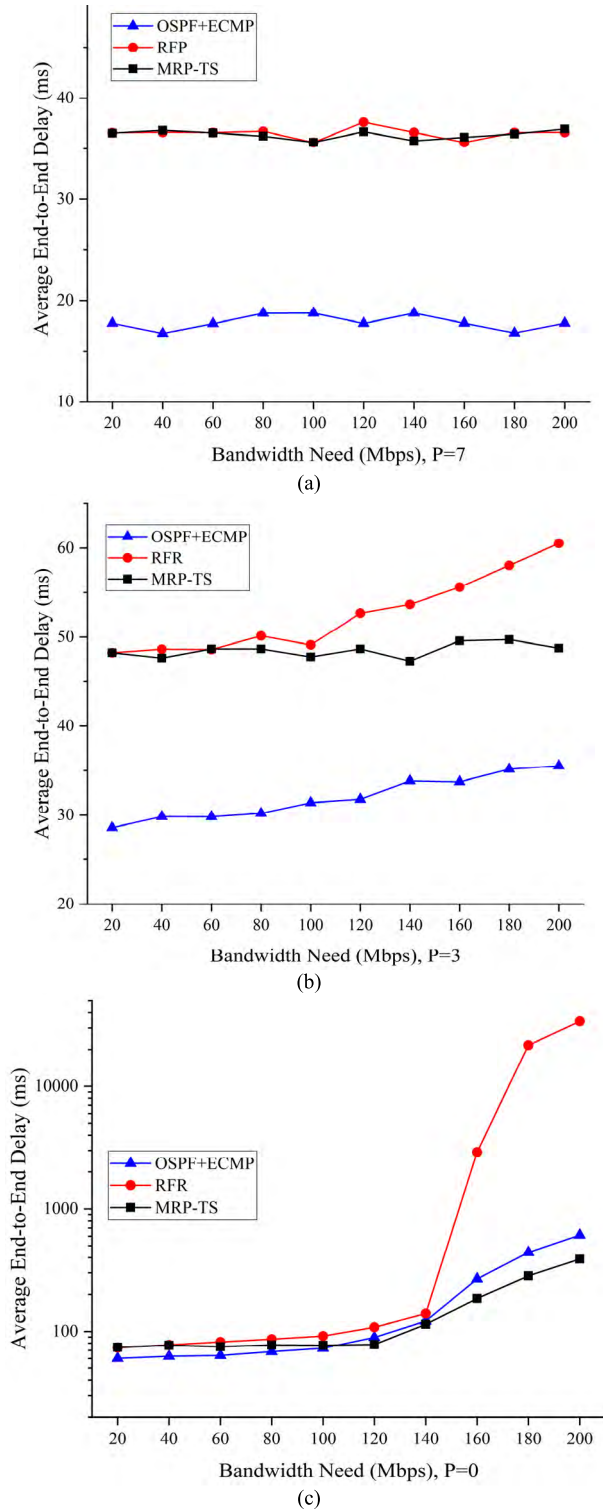 OSPF+ECMP
RFP
MRP-TS
Average End-to-End Delay (ms)
40
30
20
10
20 40 60 80 100 120 140 160 180 200
Bandwidth Need (Mbps), P=7
(a)
OSPF+ECMP
RFR
MRP-TS
Average End-to-End Delay (ms)
60
50
40
30
20
20 40 60 80 100 120 140 160 180 200
Bandwidth Need (Mbps), P=3
(b)
Average End-to-End Delay (ms)
10000
OSPF+ECMP
RFR
MRP-TS
1000
100
20 40 60 80 100 120 140 160 180 200
Bandwidth Need (Mbps), P=0
(c)